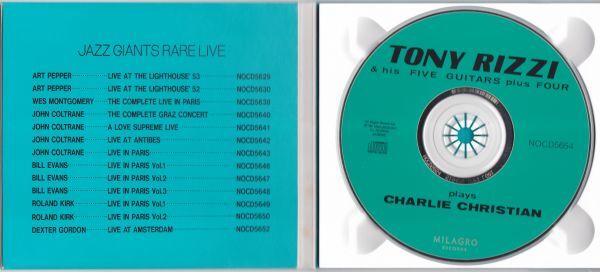 JAZZ GIANTS RARE LIVE
ART PEPPER LIVE AT THE LIGHTHOUSE' 53 NOCD5629
ART PEPPER LIVE AT THE LIGHTHOUSE' 52 NOCD5630
WES MONTGOMERY THE COMPLETE LIVE IN PARIS NOCD5638
JOHN COLTRANE THE COMPLETE GRAZ CONCERT NOCD5640
JOHN COLTRANE A LOVE SUPREME LIVE NOCD5641
JOHN COLTRANE LIVE AT ANTIBES NOCD5642
JOHN COLTRANE LIVE IN PARIS NOCD5643
BILL EVANS LIVE IN PARIS Vol.1 NOCD5646
BILL EVANS LIVE IN PARIS Vol.2 NOCD5647
BILL EVANS LIVE IN PARIS Vol.3 NOCD5648
ROLAND KIRK LIVE IN PARIS Vol.1 NOCD5649
ROLAND KIRK LIVE IN PARIS Vol.2 NOCD5650
DEXTER GORDON LIVE AT AMSTERDAM NOCD5652
TONY RIZZI
& his FIVE GUITARS plus FOUR
NOCD5654
plays
CHARLIE CHRISTIAN
MILAGRO
RECORDS